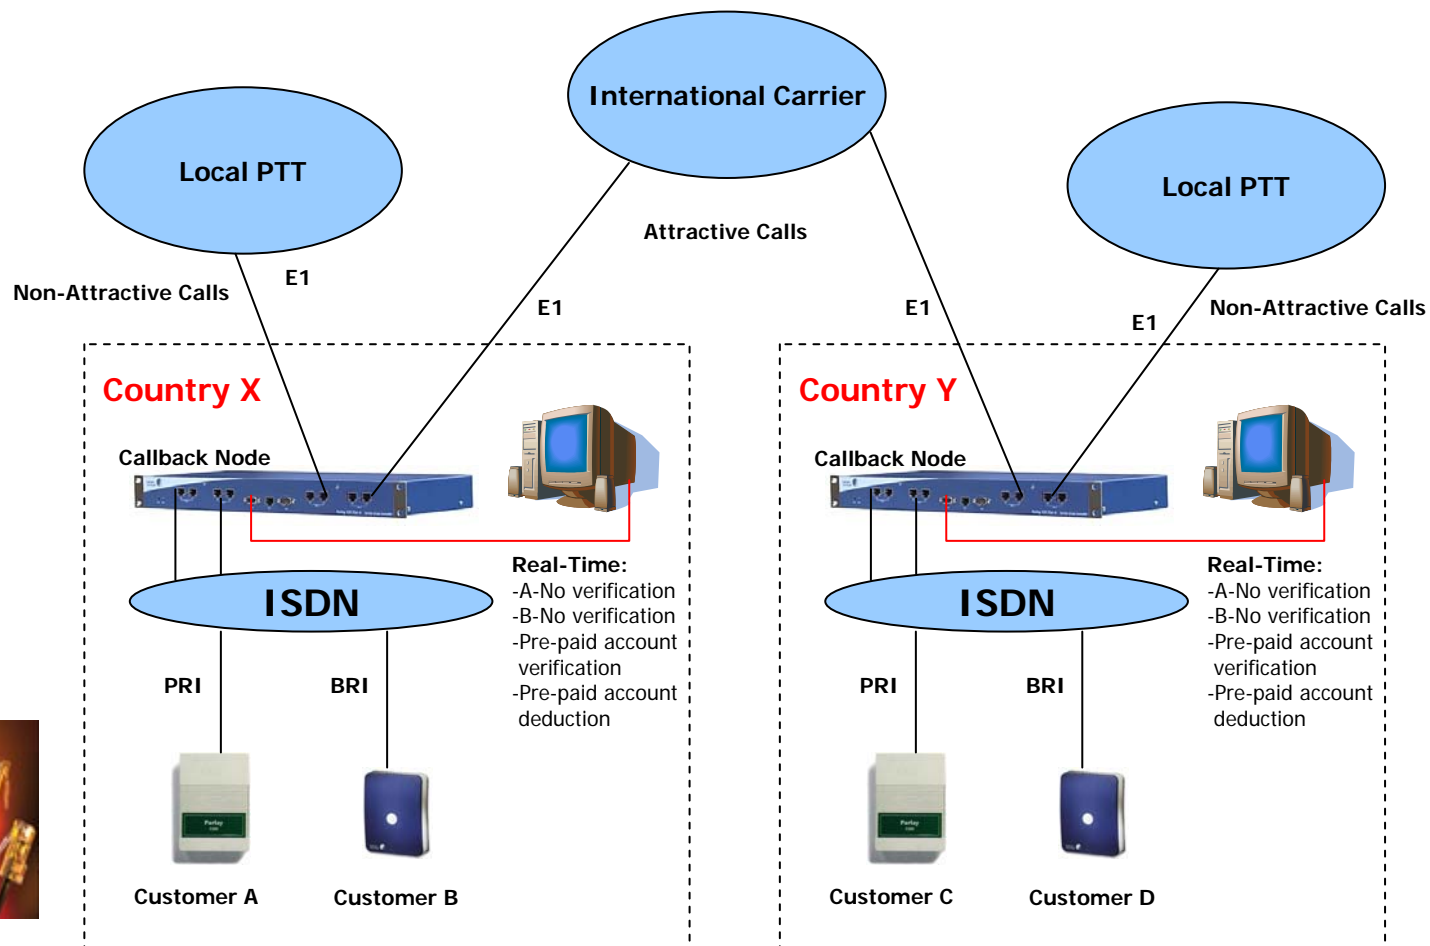 International Carrier
Local PTT
Local PTT
Attractive Calls
E1
Non-Attractive Calls
E1
E1
E1
Non-Attractive Calls
Country X
Callback Node
Real-Time:
-A-No verification
-B-No verification
-Pre-paid account
verification
-Pre-paid account
deduction
ISDN
PRI
BRI
Parlay
Customer A
Customer B
Country Y
Callback Node
Real-Time:
-A-No verification
-B-No verification
-Pre-paid account
verification
-Pre-paid account
deduction
ISDN
PRI
BRI
Parlay
Customer C
Customer D